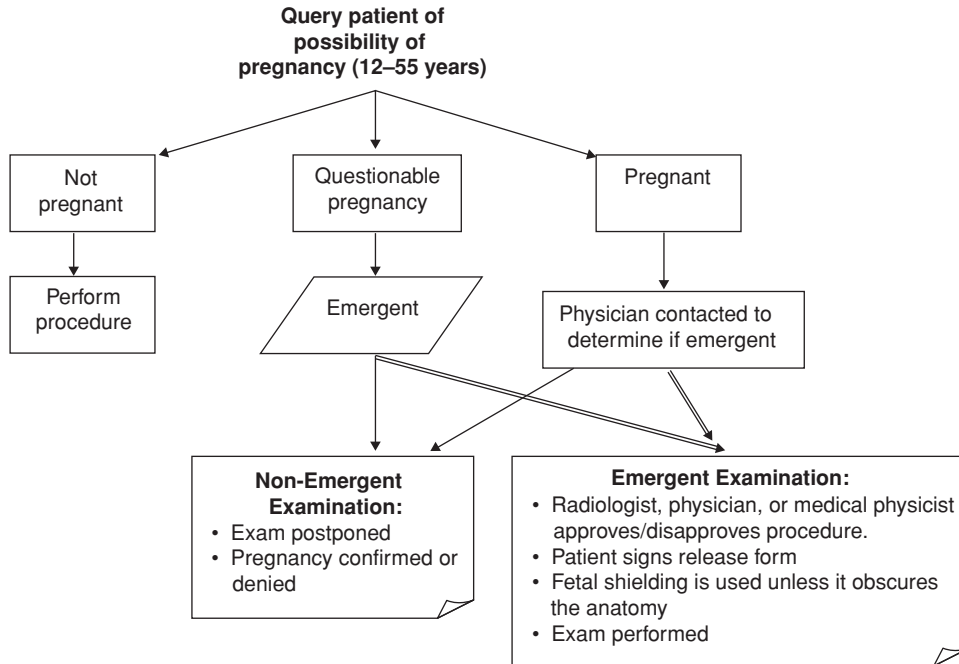 Query patient of
possibility of
pregnancy (12–55 years)
Not
pregnant
Questionable
pregnancy
Pregnant
Perform
procedure
Emergent
Physician contacted to
determine if emergent
Non-Emergent
Examination:
• Exam postponed
• Pregnancy confirmed or
denied
Emergent Examination:
• Radiologist, physician, or medical physicist
approves/disapproves procedure.
• Patient signs release form
• Fetal shielding is used unless it obscures
the anatomy
• Exam performed